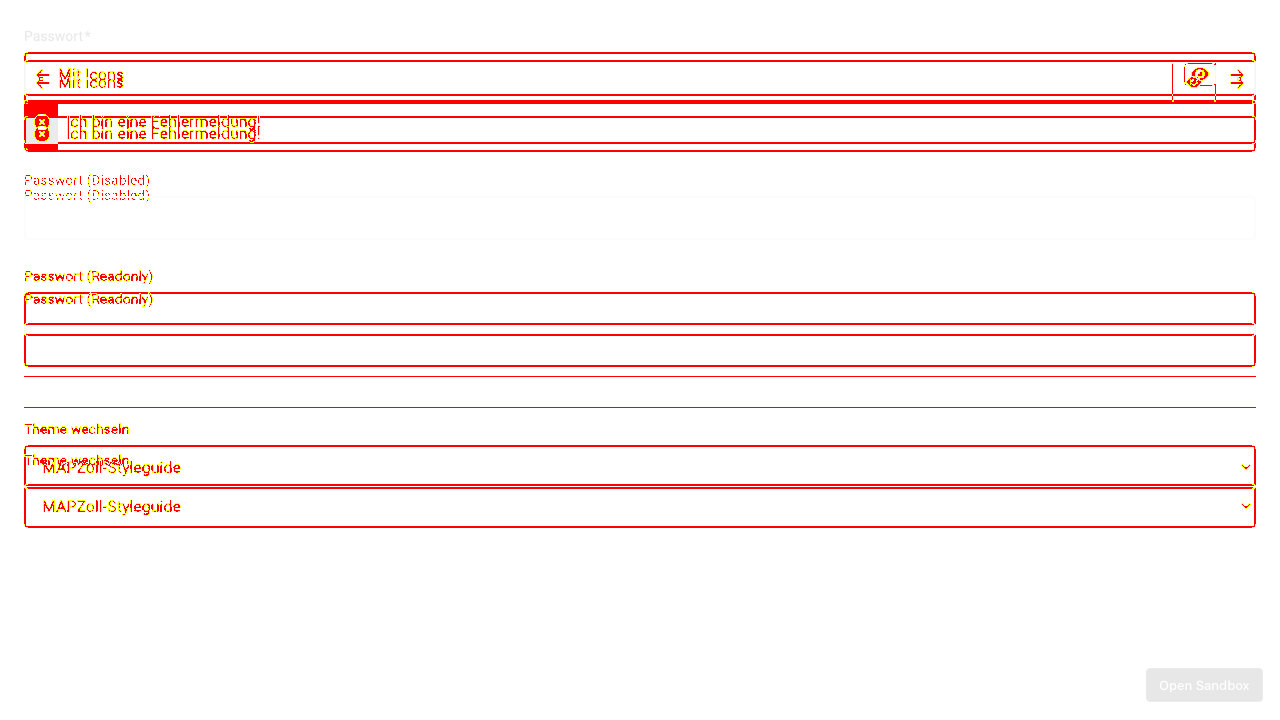 Passwort*
Mit Icons
Mit Icons
Ich bin eine Fehlermeldung!
Ich bin eine Fehlermeldung!
Passwort (Disabled)
Passwort (Disabled)
Passwort (Readonly)
Passwort (Readonly)
Theme wechseln
Theme wechseln
MAPZoll-Styleguide
MAPZoll-Styleguide
Open Sandbox